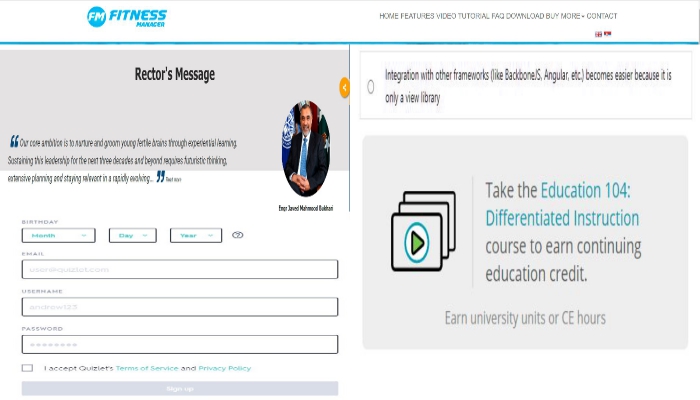 FM FITNESS
MANAGER
HOME FEATURES VIDEO TUTORIAL FAQ DOWNLOAD BUY MORE CONTACT
Rector's Message
❝Our core ambition is to nurture and groom young fertile brains through experiential learning.
Sustaining this leadership for the next three decades and beyond requires futuristic thinking,
extensive planning and staying relevant in a rapidly evolving...❞ Read more
Engr Javed Mahmood Bukhari
BIRTHDAY
Month Day Year ?
EMAIL
user@quizlet.com
USERNAME
andrew123
PASSWORD
••••••••
I accept Quizlet's Terms of Service and Privacy Policy
Sign up
Integration with other frameworks (like Backbone/S, Angular, etc.) becomes easier because it is
only a view library
Take the Education 104:
Differentiated Instruction
course to earn continuing
education credit.
Earn university units or CE hours